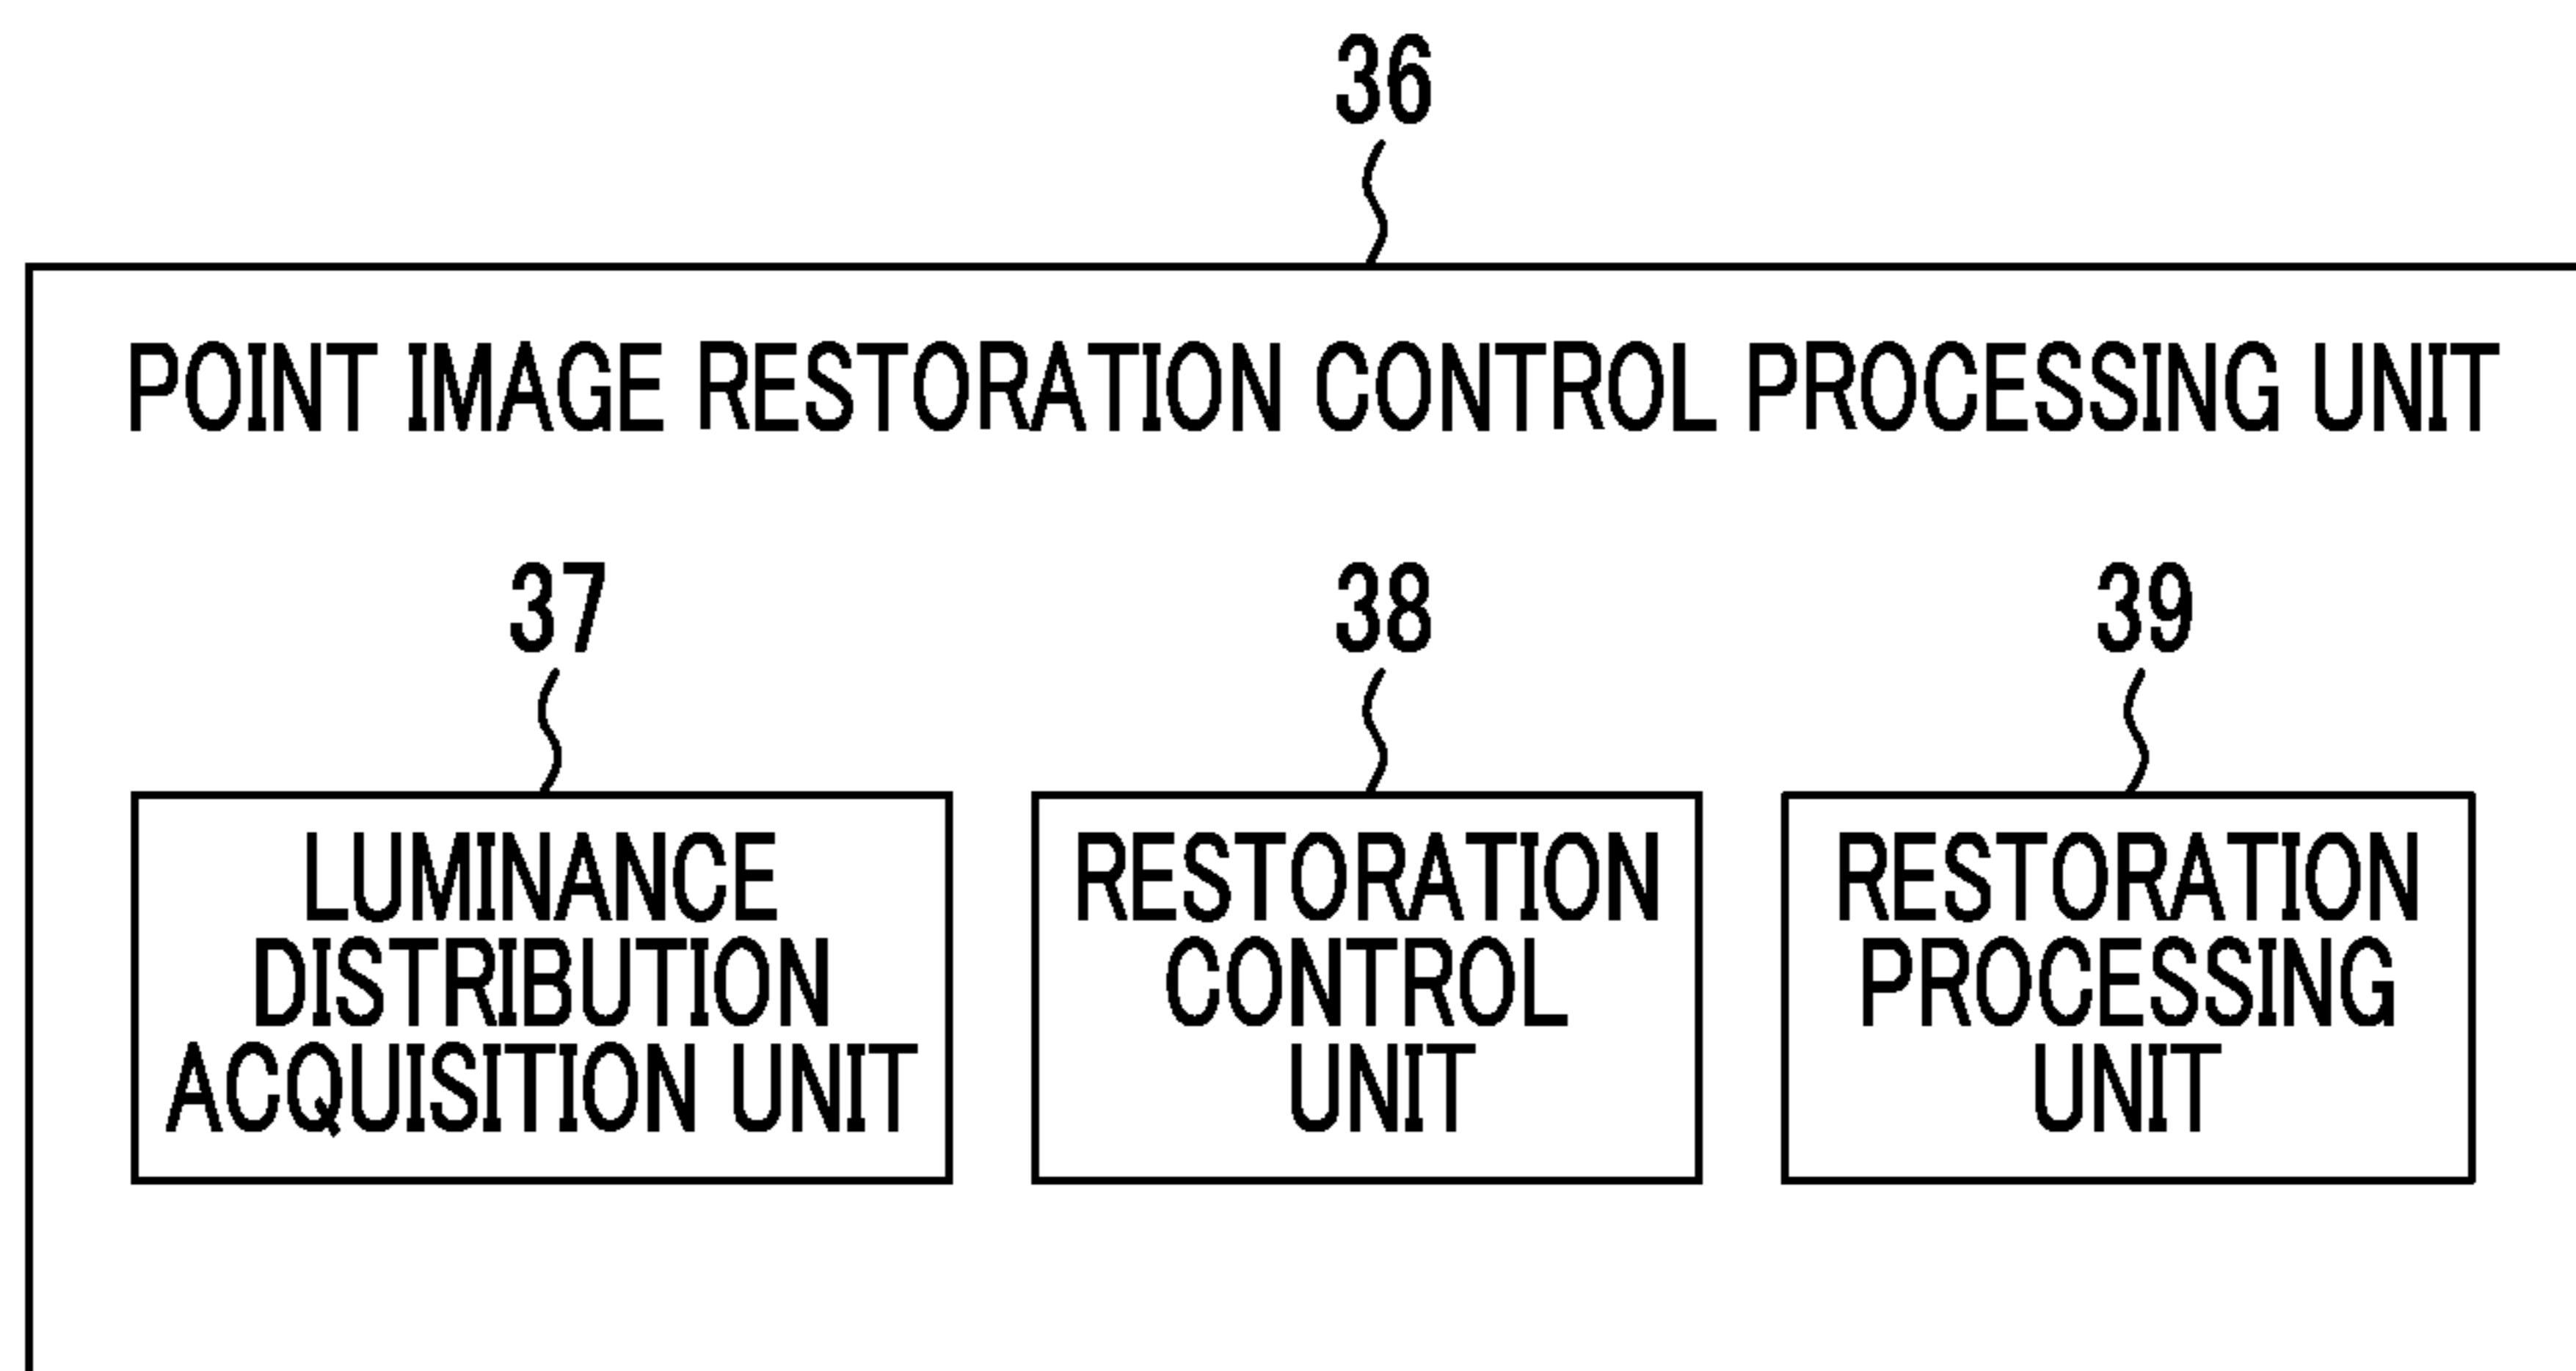 36
POINT IMAGE RESTORATION CONTROL PROCESSING UNIT
37
38
39
LUMINANCE
DISTRIBUTION
ACQUISITION UNIT
RESTORATION
CONTROL
UNIT
RESTORATION
PROCESSING
UNIT